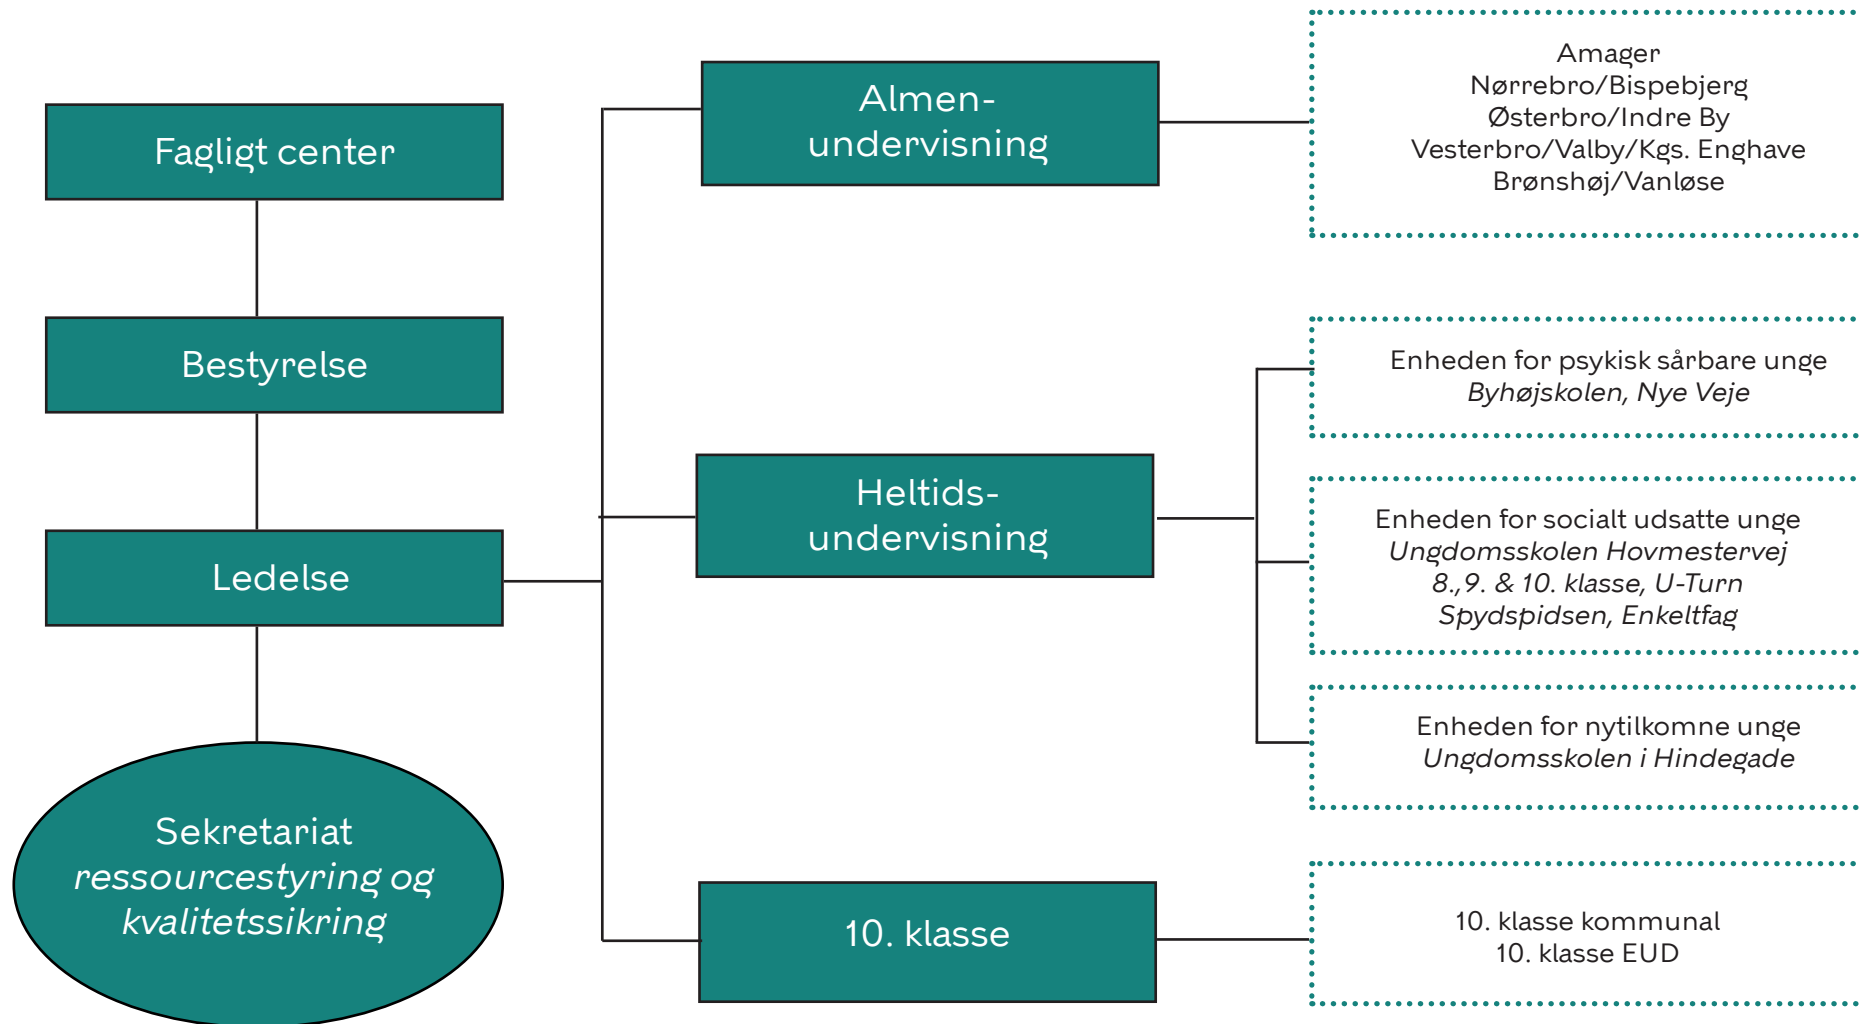 Fagligt center
Bestyrelse
Ledelse
Sekretariat
ressourcestyring og
kvalitetssikring
Almen-
undervisning
Heltids-
undervisning
10. klasse
Amager
Nørrebro/Bispebjerg
Østerbro/Indre By
Vesterbro/Valby/Kgs. Enghave
Brønshøj/Vanløse
Enheden for psykisk sårbare unge
Byhøjskolen, Nye Veje
Enheden for socialt udsatte unge
Ungdomsskolen Hovmestervej
8.,9. & 10. klasse, U-Turn
Spydspidsen, Enkeltfag
Enheden for nytilkomne unge
Ungdomsskolen i Hindegade
10. klasse kommunal
10. klasse EUD